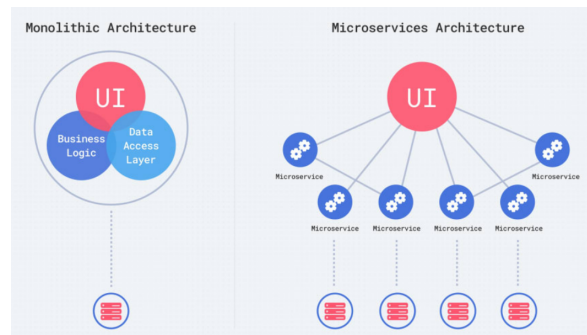 Monolithic Architecture
Microservices Architecture
UI
Business
Logic
Data
Access
Layer
UI
Microservice
Microservice
Microservice
Microservice
Microservice
Microservice